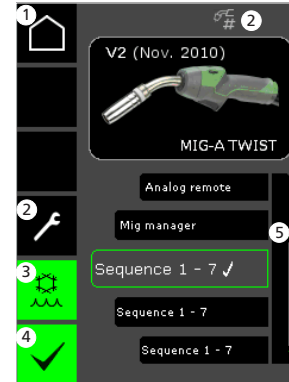 1
2
#
V2 (Nov. 2010)
MIG-A TWIST
Analog remote
2
Mig manager
5
3
Sequence 1 - 7 ✓
Sequence 1 - 7
4
Sequence 1 - 7